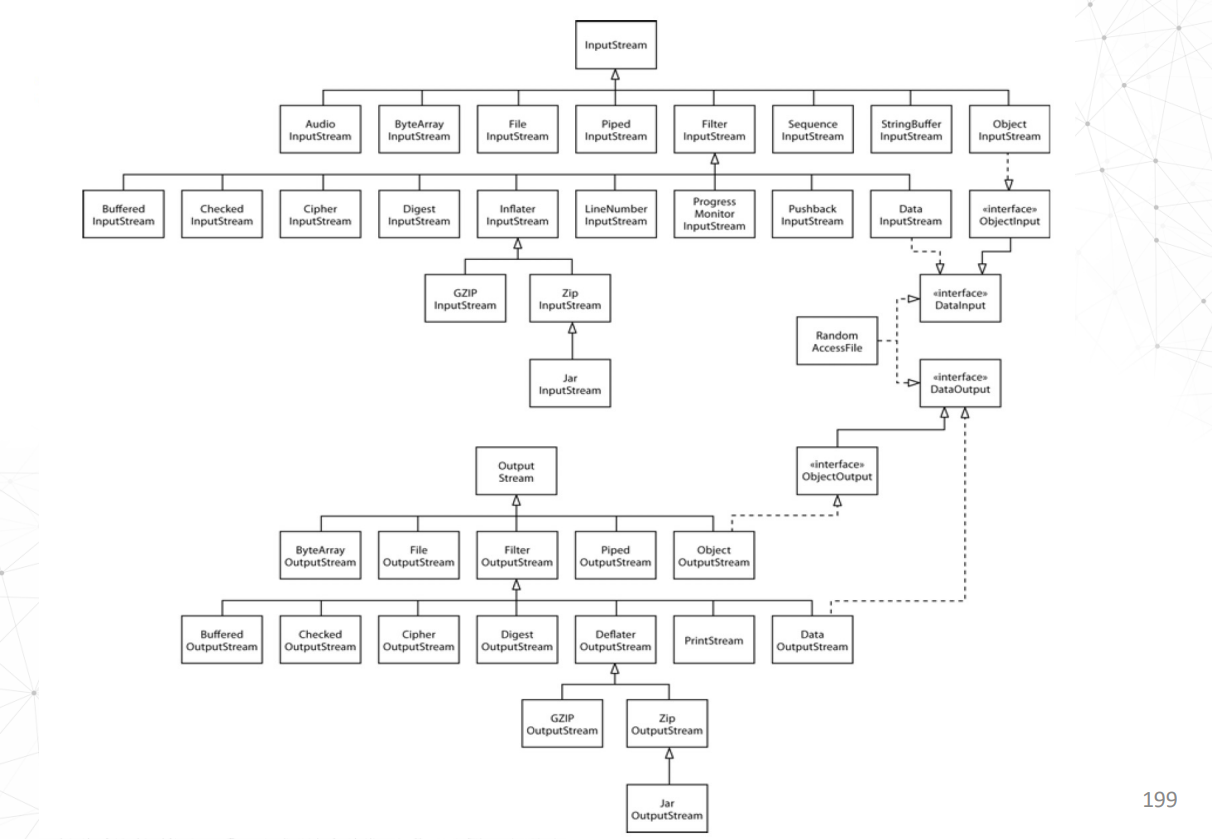 InputStream
Audio
InputStream
ByteArray
InputStream
File
InputStream
Piped
InputStream
Filter
InputStream
Sequence
InputStream
StringBuffer
InputStream
Object
InputStream
Buffered
InputStream
Checked
InputStream
Cipher
InputStream
Digest
InputStream
Inflater
InputStream
LineNumber
InputStream
Progress
Monitor
InputStream
Pushback
InputStream
Data
InputStream
«interface»
ObjectInput
GZIP
InputStream
Zip
InputStream
«interface»
DataInput
Random
AccessFile
Jar
InputStream
«interface»
DataOutput
Output
Stream
«interface»
ObjectOutput
ByteArray
OutputStream
File
OutputStream
Filter
OutputStream
Piped
OutputStream
Object
OutputStream
Buffered
OutputStream
Checked
OutputStream
Cipher
OutputStream
Digest
OutputStream
Deflater
OutputStream
PrintStream
Data
OutputStream
GZIP
OutputStream
Zip
OutputStream
Jar
OutputStream
199